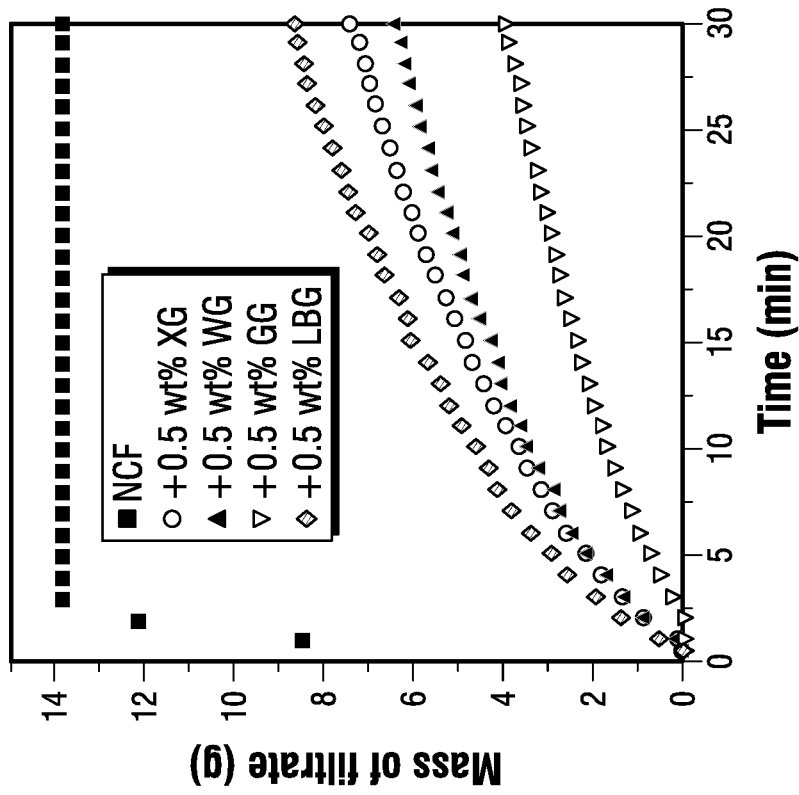 Mass of filtrate (g)
14
12
10
8
6
4
2
0
NCF
+0.5 wt% XG
+0.5 wt% WG
+0.5 wt% GG
+0.5 wt% LBG
0
5
10
15
20
25
30
Time (min)